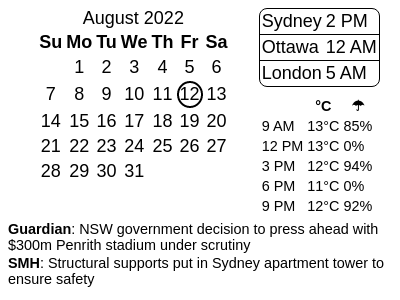 August 2022
Su Mo Tu We Th Fr Sa
1 2 3 4 5 6
7 8 9 10 11 12 13
14 15 16 17 18 19 20
21 22 23 24 25 26 27
28 29 30 31
Sydney 2 PM
Ottawa 12 AM
London 5 AM
°C ☂
9 AM 13°C 85%
12 PM 13°C 0%
3 PM 12°C 94%
6 PM 11°C 0%
9 PM 12°C 92%
Guardian: NSW government decision to press ahead with
$300m Penrith stadium under scrutiny
SMH: Structural supports put in Sydney apartment tower to
ensure safety